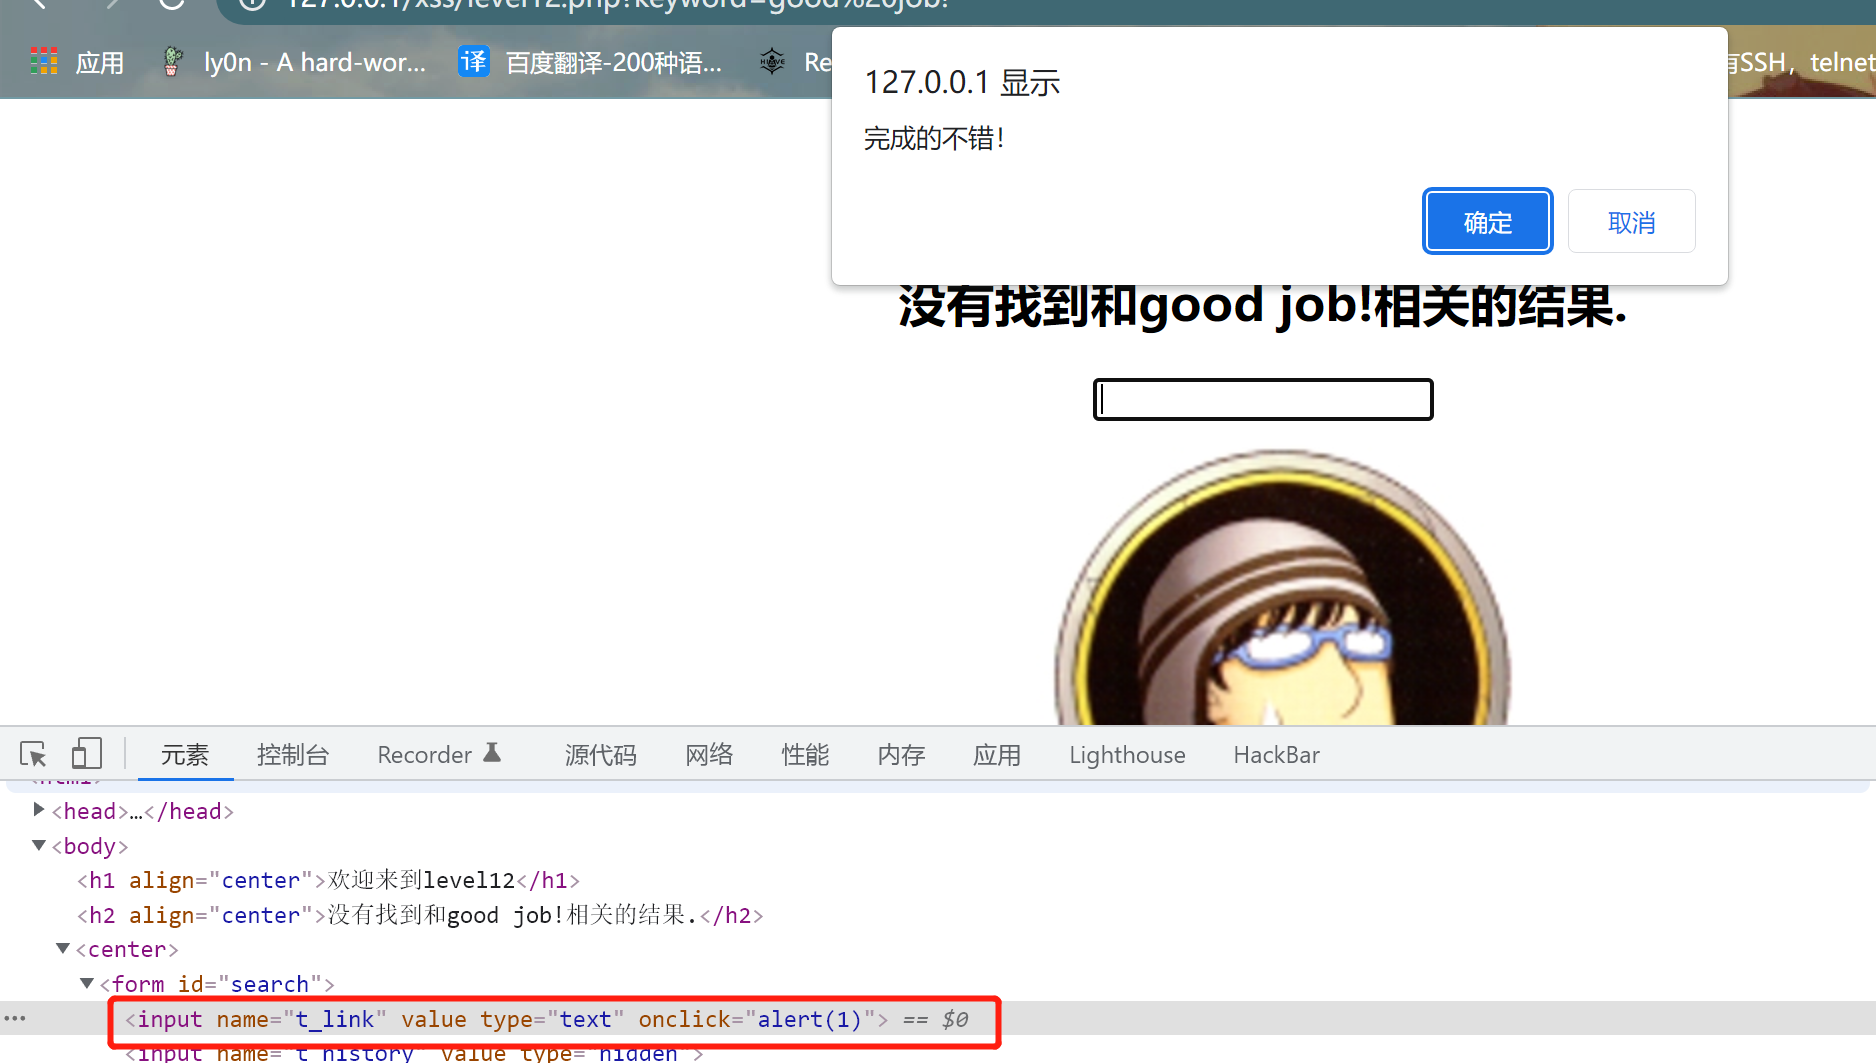 127.0.0.1/xss/level12.php?keyword=good%20job!
应用 ly0n - A hard-wor... 译 百度翻译-200种语... Re 有SSH，telnet
127.0.0.1 显示
完成的不错！
确定 取消
没有找到和good job!相关的结果.
元素 控制台 Recorder 源代码 网络 性能 内存 应用 Lighthouse HackBar
<html>
<head>…</head>
<body>
<h1 align="center">欢迎来到level12</h1>
<h2 align="center">没有找到和good job!相关的结果.</h2>
<center>
<form id="search">
<input name="t_link" value type="text" onclick="alert(1)"> == $0
<input name="t_history" value type="hidden">